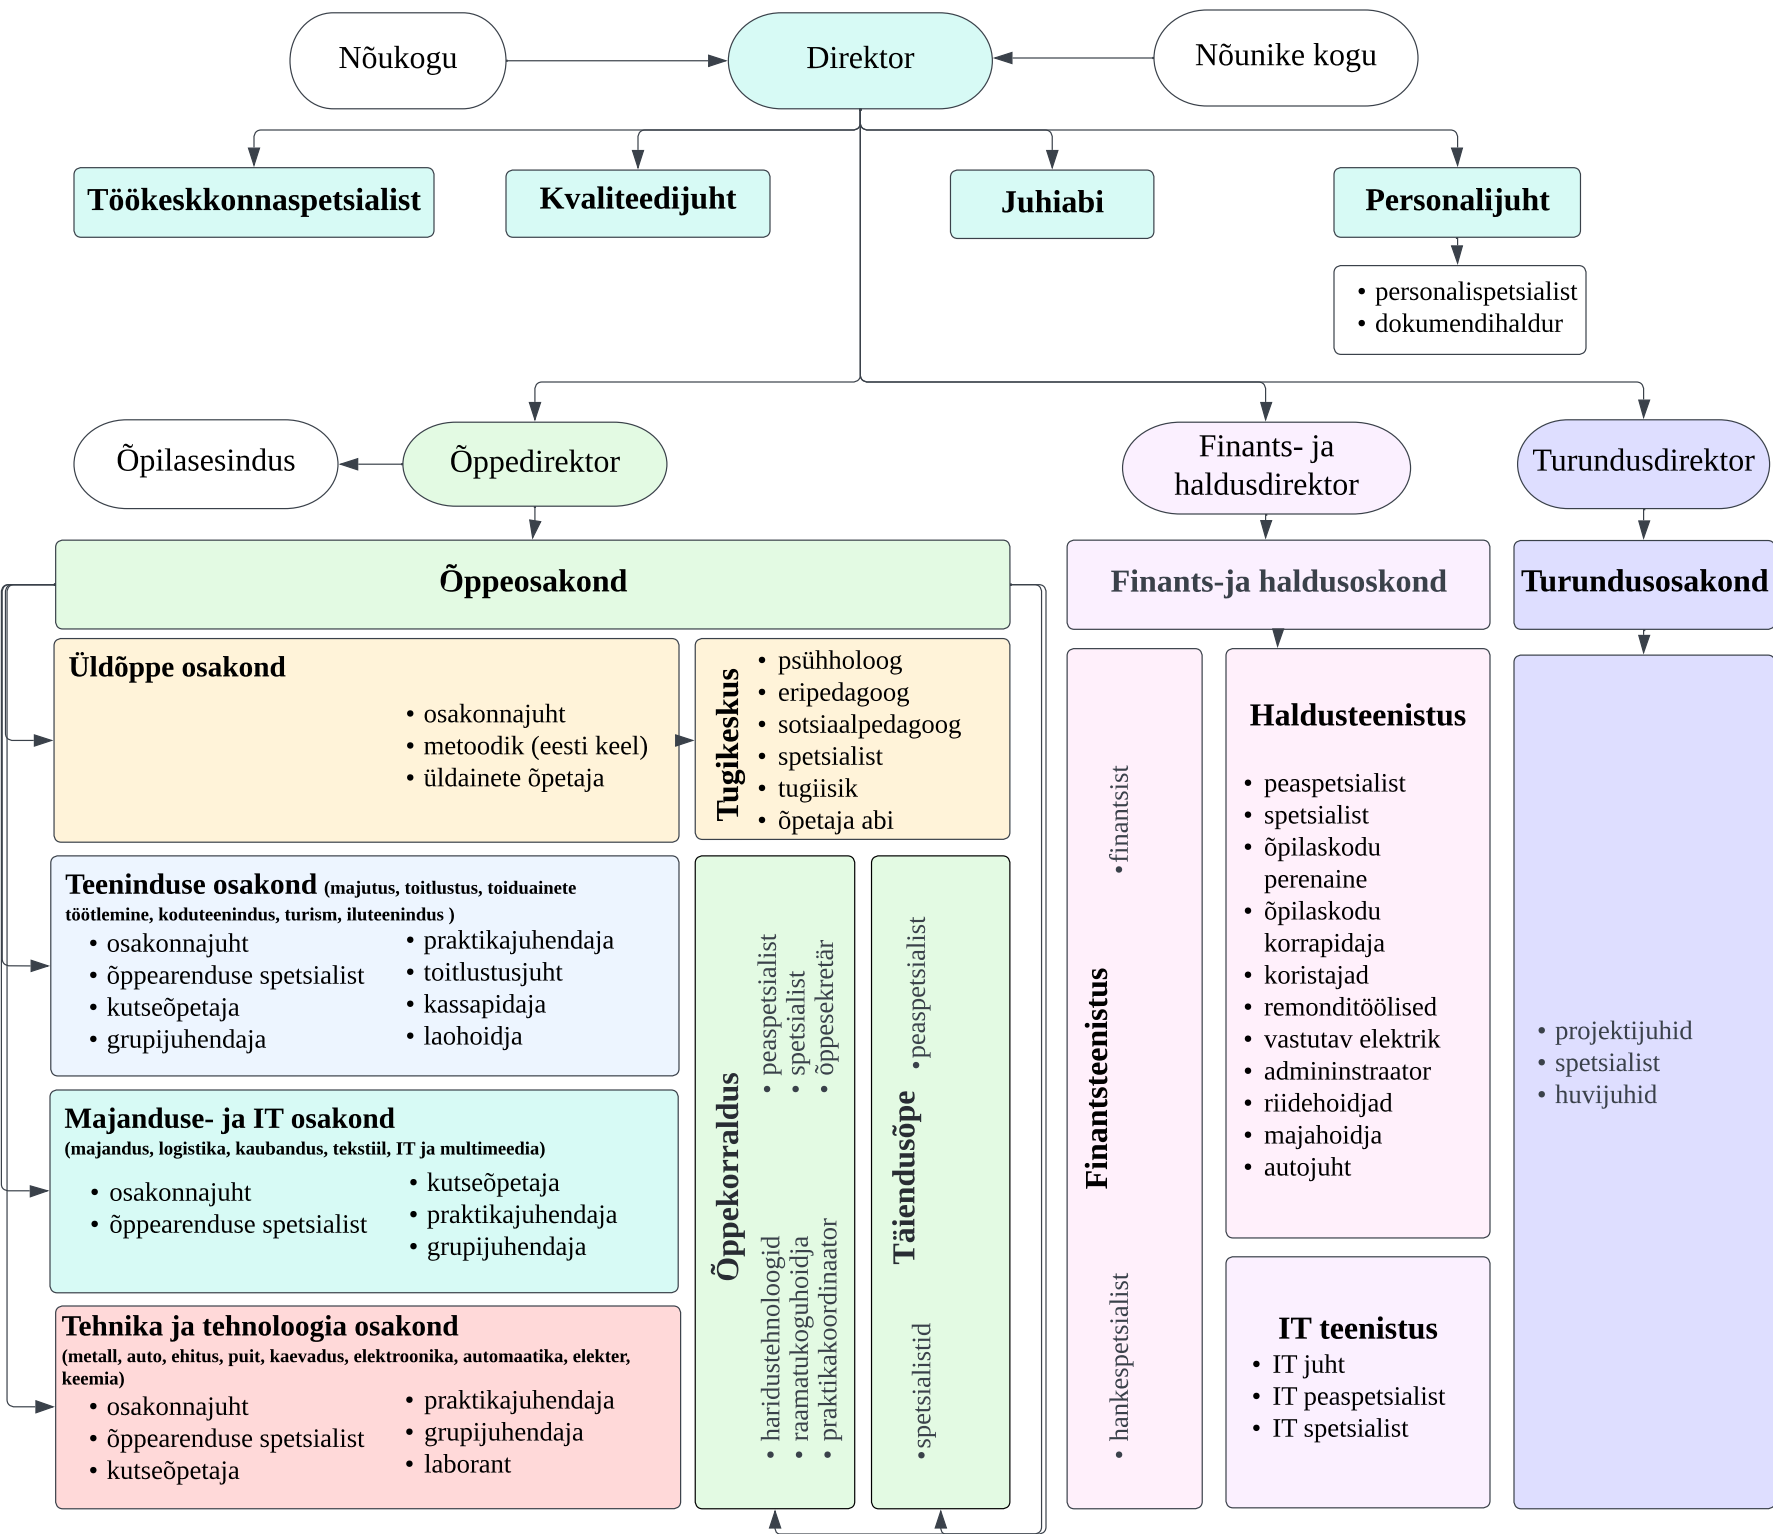 Nõukogu
Direktor
Nõunike kogu
Töökeskkonnaspetsialist
Kvaliteedijuht
Juhiabi
Personalijuht
• personalispetsialist
• dokumendihaldur
Õpilasesindus
Õppedirektor
Finants- ja
haldusdirektor
Turundusdirektor
Õppeosakond
Finants-ja haldusoskond
Turundusosakond
Üldõppe osakond
• osakonnajuht
• metoodik (eesti keel)
• üldainete õpetaja
Tugikeskus
• psühholoog
• eripedagoog
• sotsiaalpedagoog
• spetsialist
• tugiisik
• õpetaja abi
Teeninduse osakond (majutus, toitlustus, toiduainete
töötlemine, koduteenindus, turism, iluteenindus )
• osakonnajuht
• õppearenduse spetsialist
• kutseõpetaja
• grupijuhendaja
• praktikajuhendaja
• toitlustusjuht
• kassapidaja
• laohoidja
Majanduse- ja IT osakond
(majandus, logistika, kaubandus, tekstiil, IT ja multimeedia)
• osakonnajuht
• õppearenduse spetsialist
• kutseõpetaja
• praktikajuhendaja
• grupijuhendaja
Tehnika ja tehnoloogia osakond
(metall, auto, ehitus, puit, kaevadus, elektroonika, automaatika, elekter,
keemia)
• osakonnajuht
• õppearenduse spetsialist
• kutseõpetaja
• praktikajuhendaja
• grupijuhendaja
• laborant
Õppekorraldus
• peaspetsialist
• spetsialist
• õppesekretär
• haridustehnoloogid
• raamatukoguhoidja
• praktikakoordinaator
Täiendusõpe
•peaspetsialist
•spetsialistid
Finantsteenistus
•finantsist
• hankespetsialist
Haldusteenistus
• peaspetsialist
• spetsialist
• õpilaskodu
perenaine
• õpilaskodu
korrapidaja
• koristajad
• remonditöölised
• vastutav elektrik
• admininstraator
• riidehoidjad
• majahoidja
• autojuht
IT teenistus
• IT juht
• IT peaspetsialist
• IT spetsialist
• projektijuhid
• spetsialist
• huvijuhid